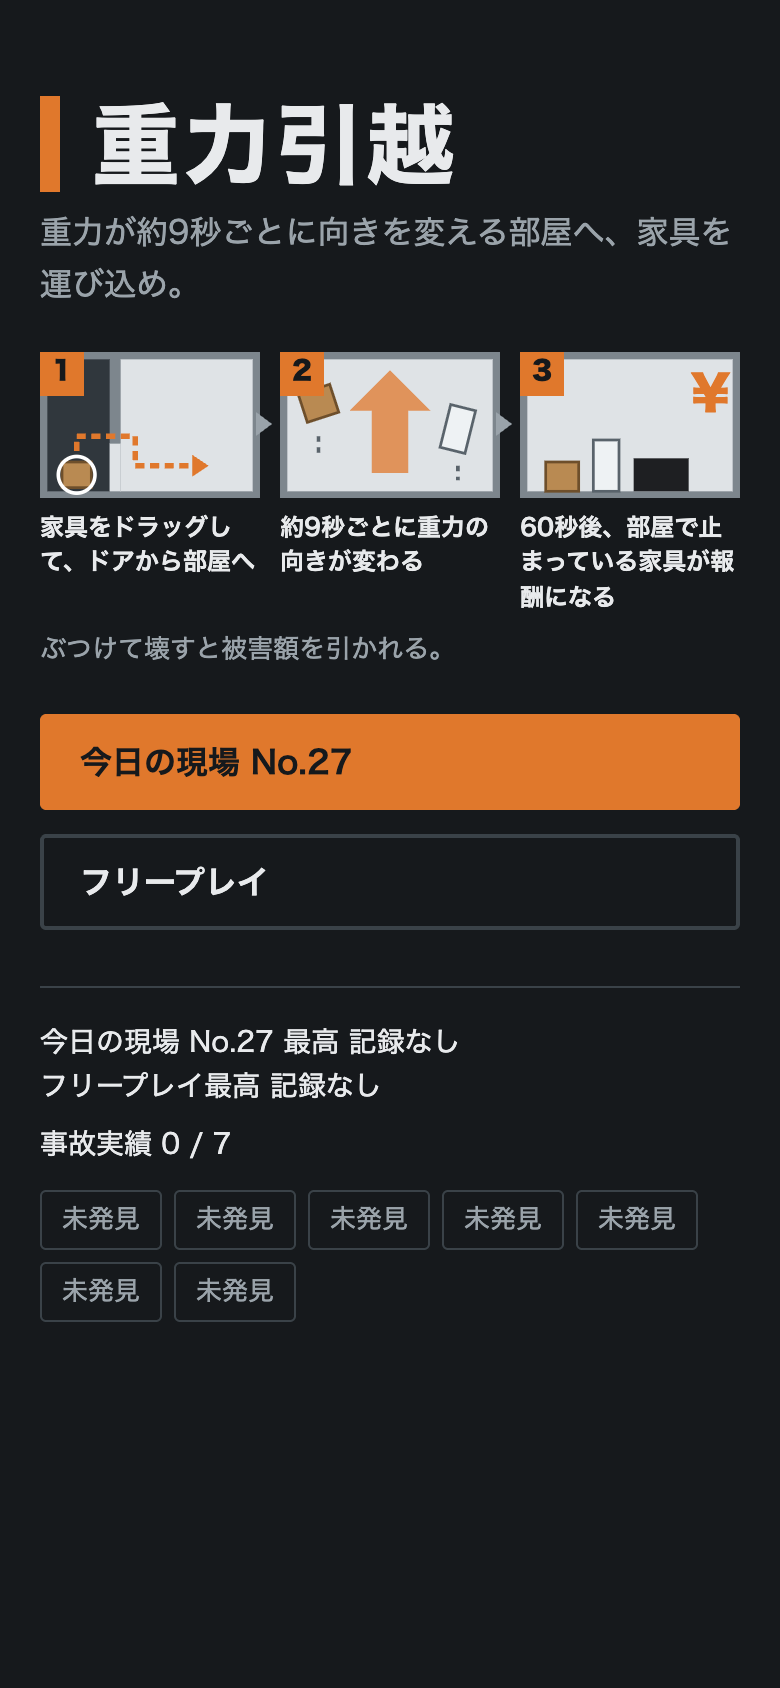 重力引越
重力が約9秒ごとに向きを変える部屋へ、家具を
運び込め。
1
2
3
¥
家具をドラッグし
て、ドアから部屋へ
約9秒ごとに重力の
向きが変わる
60秒後、部屋で止
まっている家具が報
酬になる
ぶつけて壊すと被害額を引かれる。
今日の現場 No.27
フリープレイ
今日の現場 No.27 最高 記録なし
フリープレイ最高 記録なし
事故実績 0 / 7
未発見 未発見 未発見 未発見 未発見
未発見 未発見